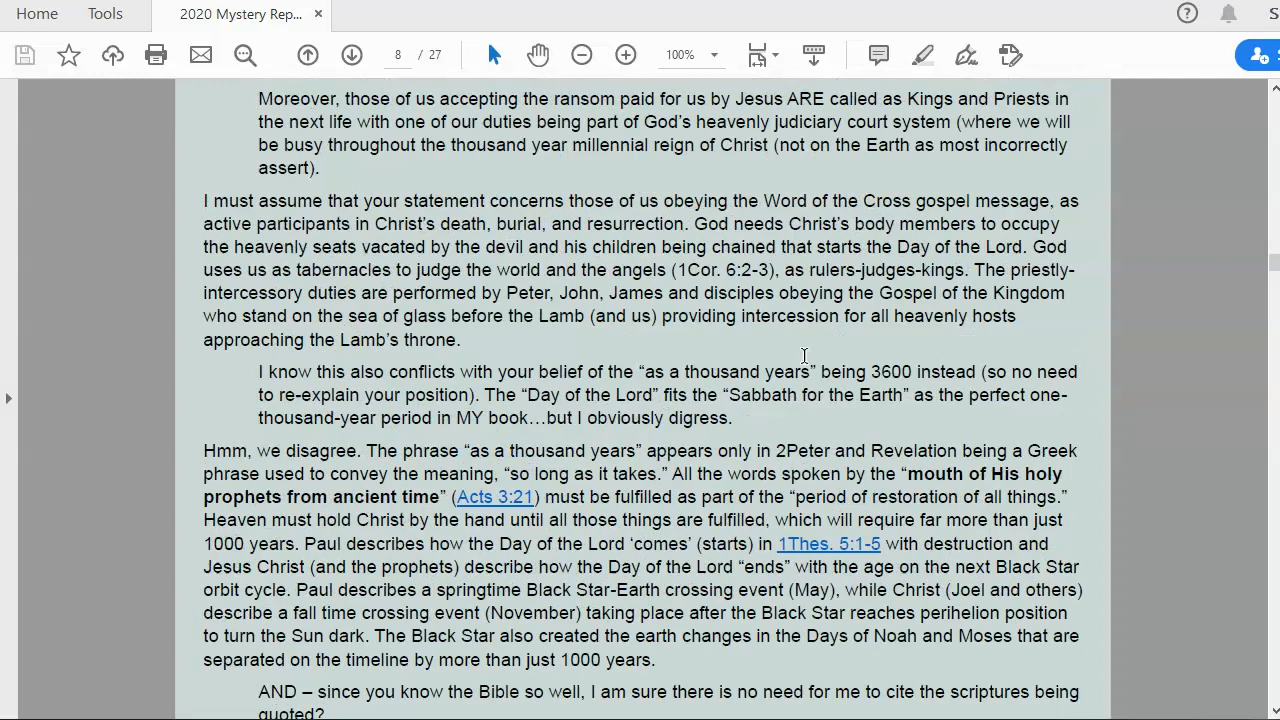 Home Tools 2020 Mystery Rep... × S
8 / 27 100%
Moreover, those of us accepting the ransom paid for us by Jesus ARE called as Kings and Priests in
the next life with one of our duties being part of God's heavenly judiciary court system (where we will
be busy throughout the thousand year millennial reign of Christ (not on the Earth as most incorrectly
assert).
I must assume that your statement concerns those of us obeying the Word of the Cross gospel message, as
active participants in Christ's death, burial, and resurrection. God needs Christ's body members to occupy
the heavenly seats vacated by the devil and his children being chained that starts the Day of the Lord. God
uses us as tabernacles to judge the world and the angels (1Cor. 6:2-3), as rulers-judges-kings. The priestly-
intercessory duties are performed by Peter, John, James and disciples obeying the Gospel of the Kingdom
who stand on the sea of glass before the Lamb (and us) providing intercession for all heavenly hosts
approaching the Lamb's throne.
I know this also conflicts with your belief of the “as a thousand years” being 3600 instead (so no need
to re-explain your position). The “Day of the Lord” fits the “Sabbath for the Earth” as the perfect one-
thousand-year period in MY book…but I obviously digress.
Hmm, we disagree. The phrase “as a thousand years” appears only in 2Peter and Revelation being a Greek
phrase used to convey the meaning, “so long as it takes.” All the words spoken by the “mouth of His holy
prophets from ancient time” (Acts 3:21) must be fulfilled as part of the “period of restoration of all things.”
Heaven must hold Christ by the hand until all those things are fulfilled, which will require far more than just
1000 years. Paul describes how the Day of the Lord ‘comes’ (starts) in 1Thes. 5:1-5 with destruction and
Jesus Christ (and the prophets) describe how the Day of the Lord “ends” with the age on the next Black Star
orbit cycle. Paul describes a springtime Black Star-Earth crossing event (May), while Christ (Joel and others)
describe a fall time crossing event (November) taking place after the Black Star reaches perihelion position
to turn the Sun dark. The Black Star also created the earth changes in the Days of Noah and Moses that are
separated on the timeline by more than just 1000 years.
AND – since you know the Bible so well, I am sure there is no need for me to cite the scriptures being
quoted?